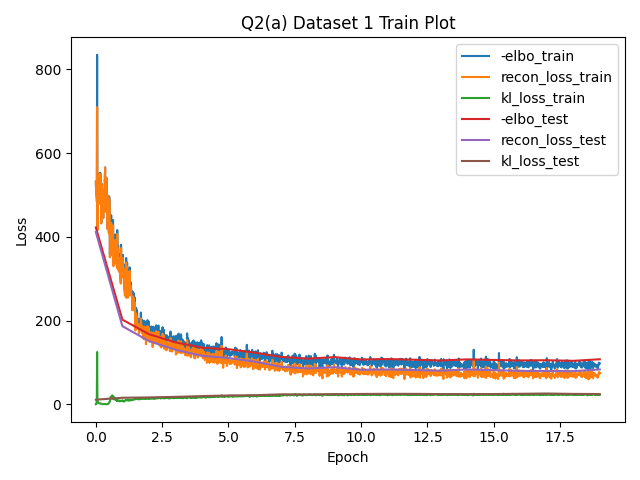 Q2(a) Dataset 1 Train Plot
-elbo_train
recon_loss_train
kl_loss_train
-elbo_test
recon_loss_test
kl_loss_test
800
600
400
200
0
Loss
0.0 2.5 5.0 7.5 10.0 12.5 15.0 17.5
Epoch